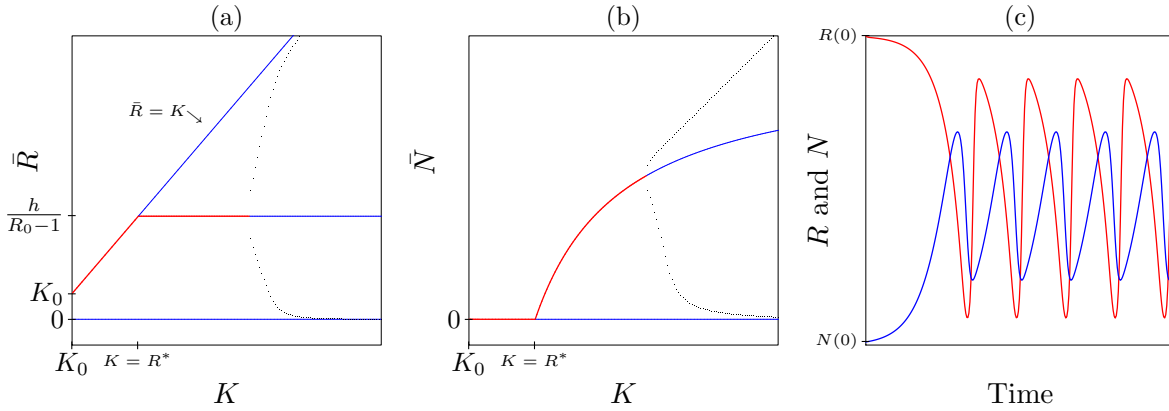 (a)
R̄
R̄ = K
h
R₀−1
K₀
0
K₀
K = R*
K
(b)
N̄
0
K₀
K = R*
K
(c)
R(0)
R and N
N(0)
Time